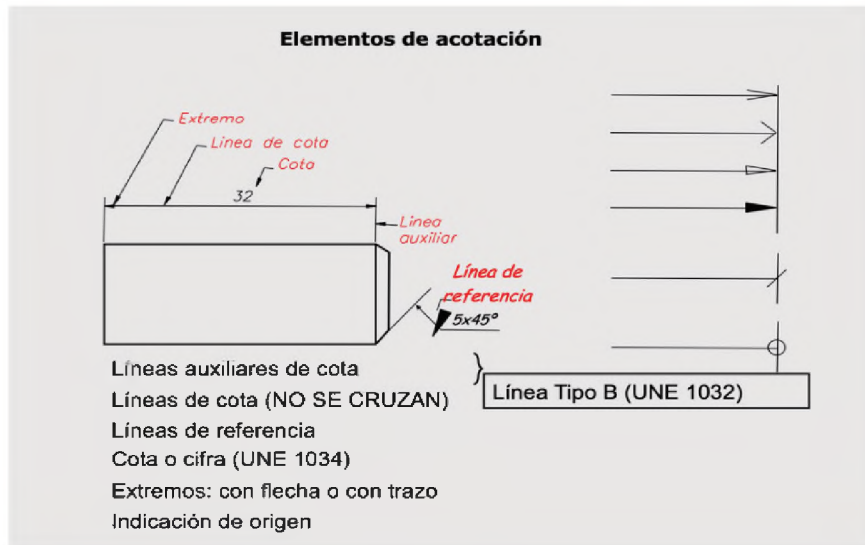 Elementos de acotación
Extremo
Línea de cota
Cota
32
Línea
auxiliar
Línea de
referencia
5x45°
Líneas auxiliares de cota
Líneas de cota (NO SE CRUZAN)
Línea Tipo B (UNE 1032)
Líneas de referencia
Cota o cifra (UNE 1034)
Extremos: con flecha o con trazo
Indicación de origen